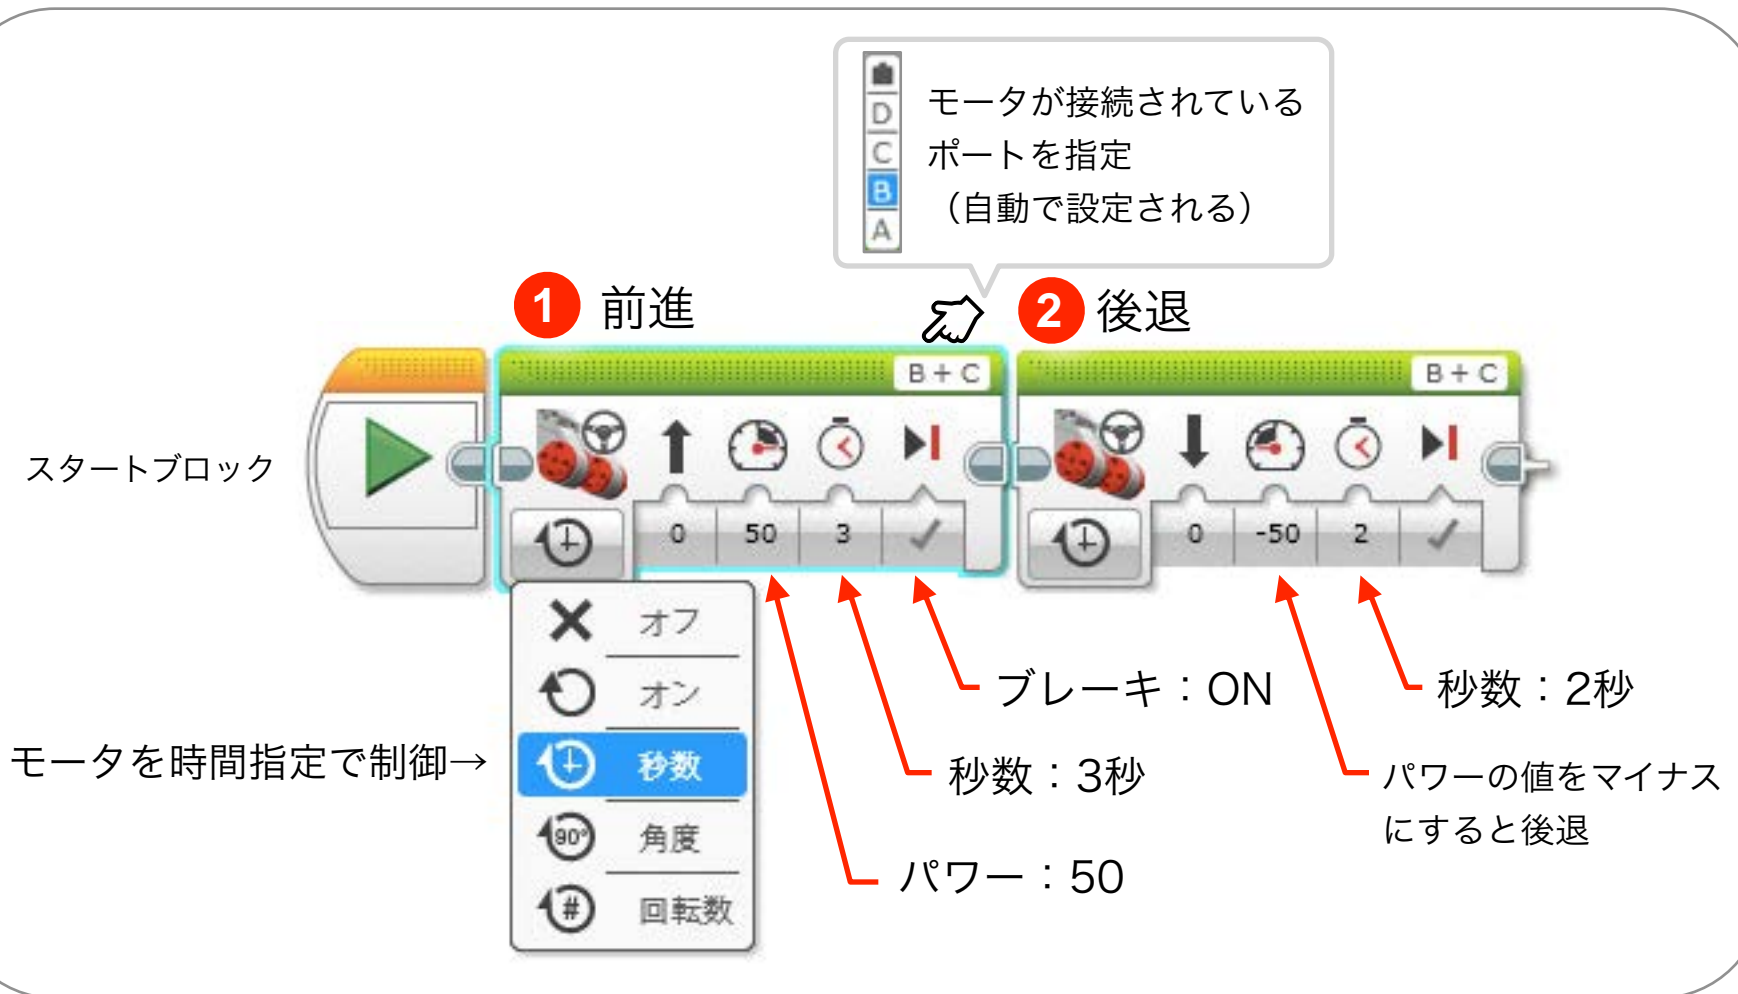 D
C
B
A
モータが接続されている
ポートを指定
（自動で設定される）
1 前進
2 後退
B + C
B + C
スタートブロック
0 50 3
0 -50 2
オフ
オン
秒数
90° 角度
# 回転数
モータを時間指定で制御→
ブレーキ：ON
秒数：3秒
パワー：50
秒数：2秒
パワーの値をマイナス
にすると後退